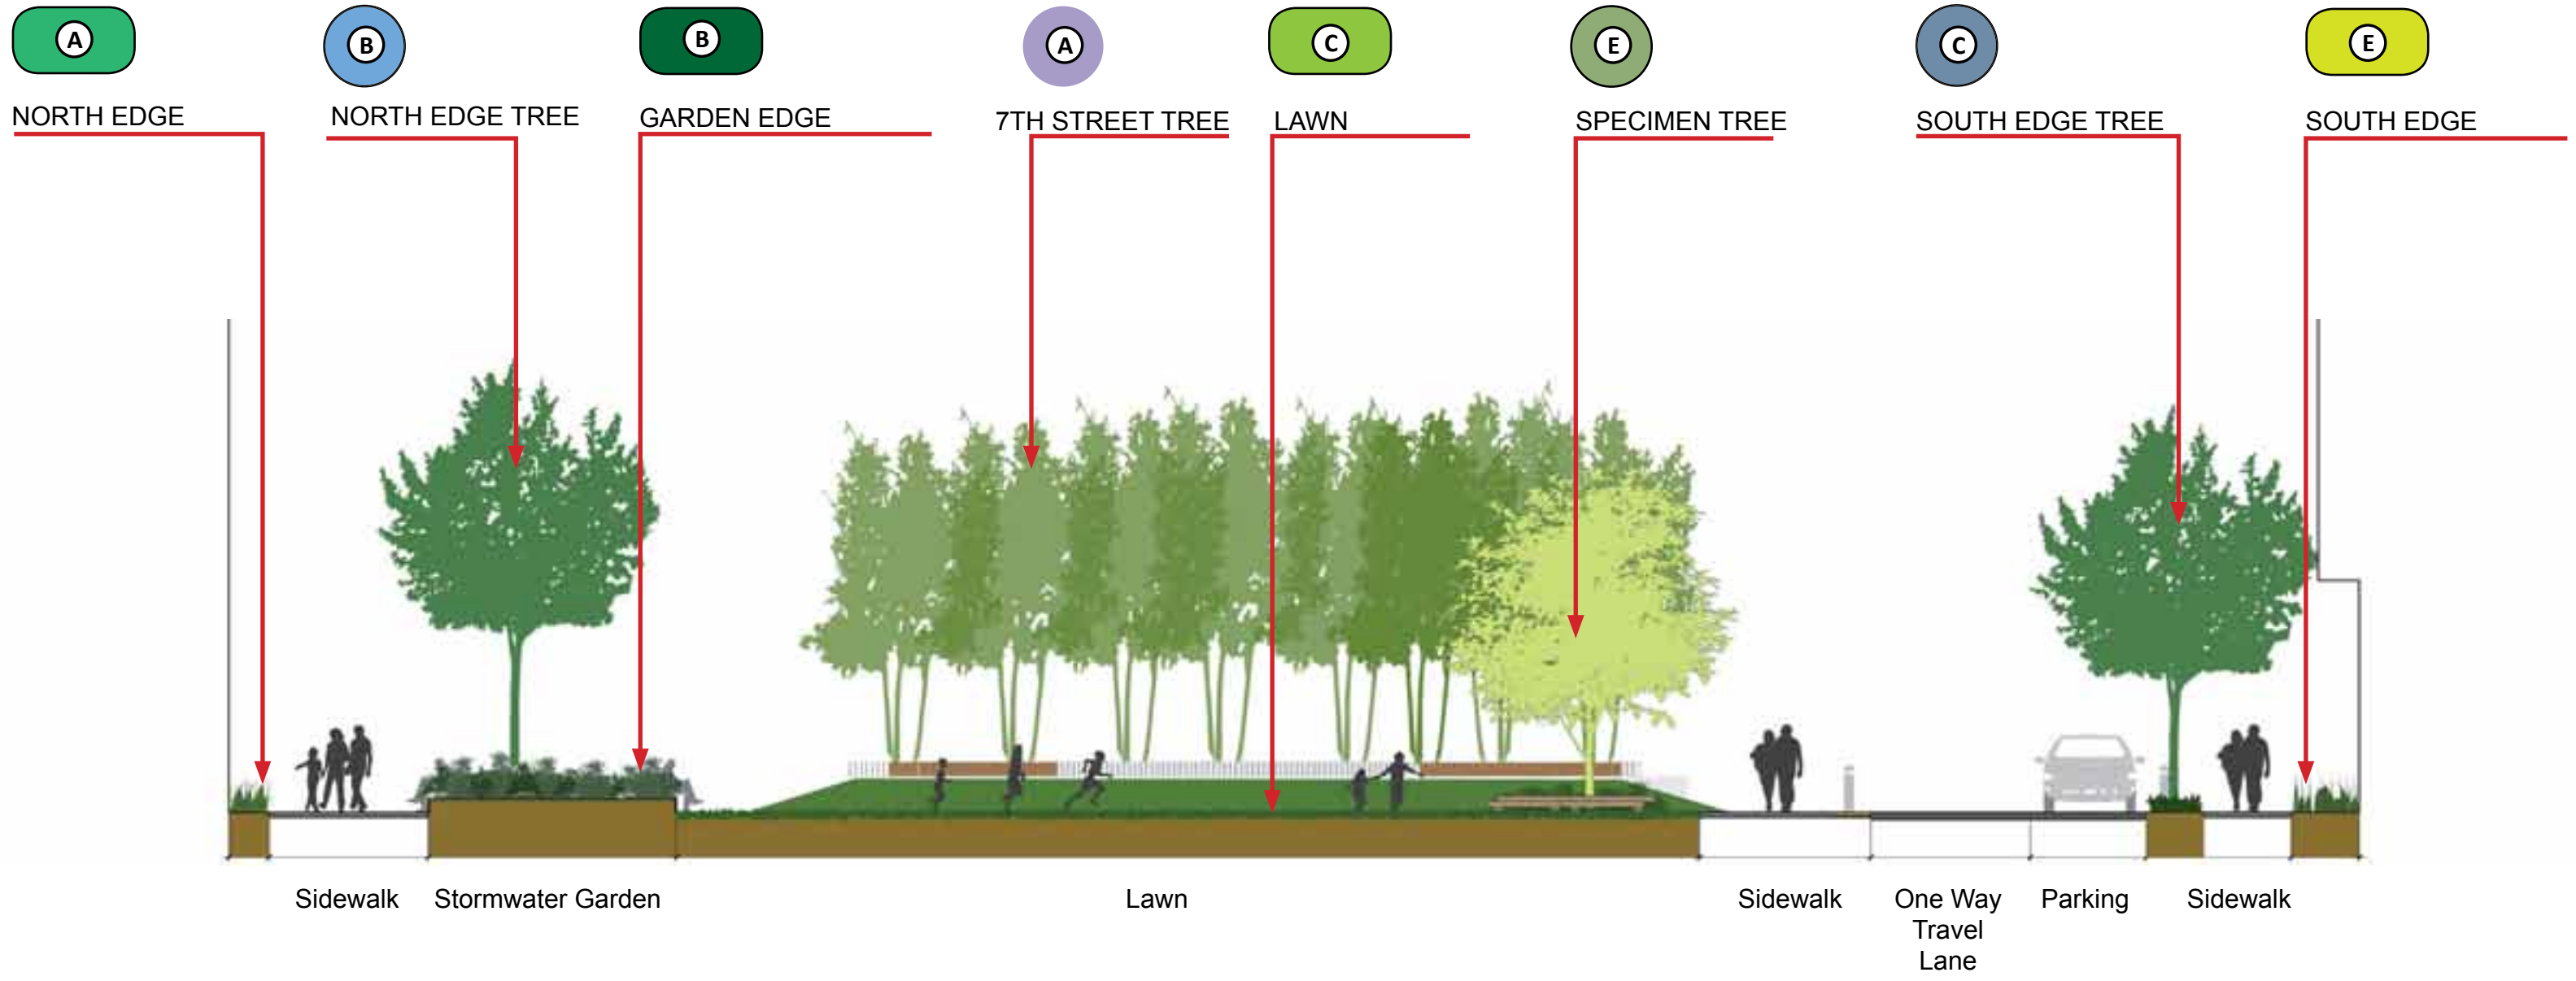 A
B
B
A
C
E
C
E
NORTH EDGE
NORTH EDGE TREE
GARDEN EDGE
7TH STREET TREE
LAWN
SPECIMEN TREE
SOUTH EDGE TREE
SOUTH EDGE
Sidewalk
Stormwater Garden
Lawn
Sidewalk
One Way
Travel
Lane
Parking
Sidewalk